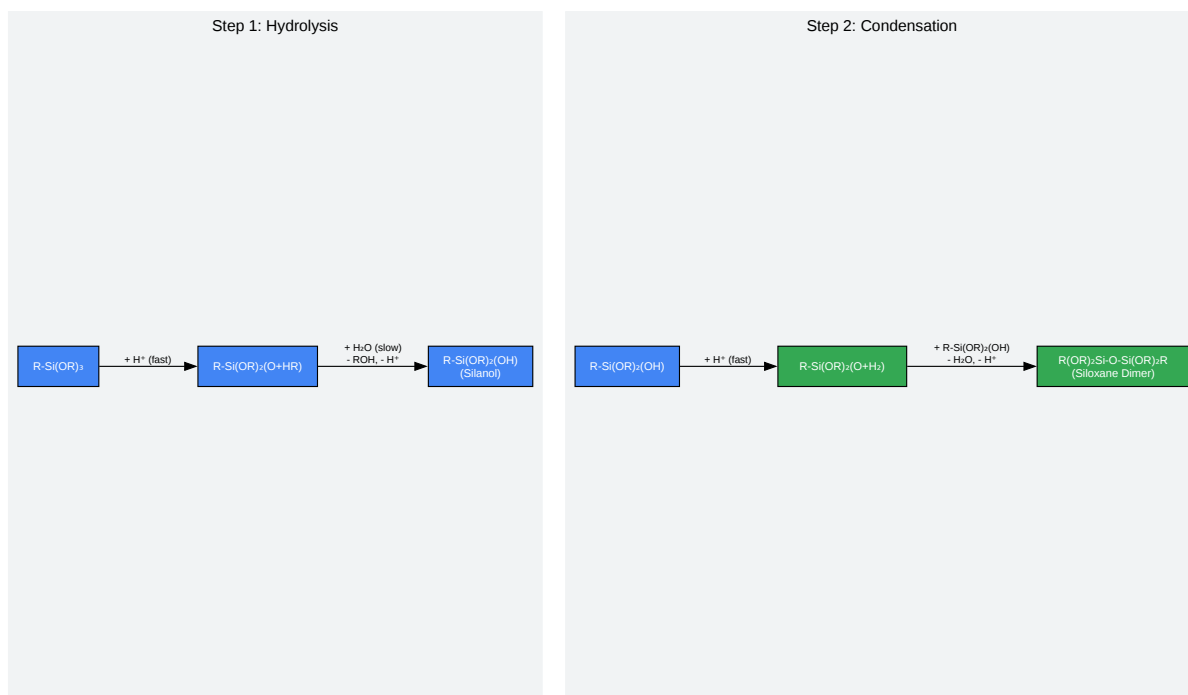 Step 1: Hydrolysis
R-Si(OR)₃
+ H⁺ (fast)
R-Si(OR)₂(O+HR)
+ H₂O (slow)
- ROH, - H⁺
R-Si(OR)₂(OH)
(Silanol)
Step 2: Condensation
R-Si(OR)₂(OH)
+ H⁺ (fast)
R-Si(OR)₂(O+H₂)
+ R-Si(OR)₂(OH)
- H₂O, - H⁺
R(OR)₂Si-O-Si(OR)₂R
(Siloxane Dimer)